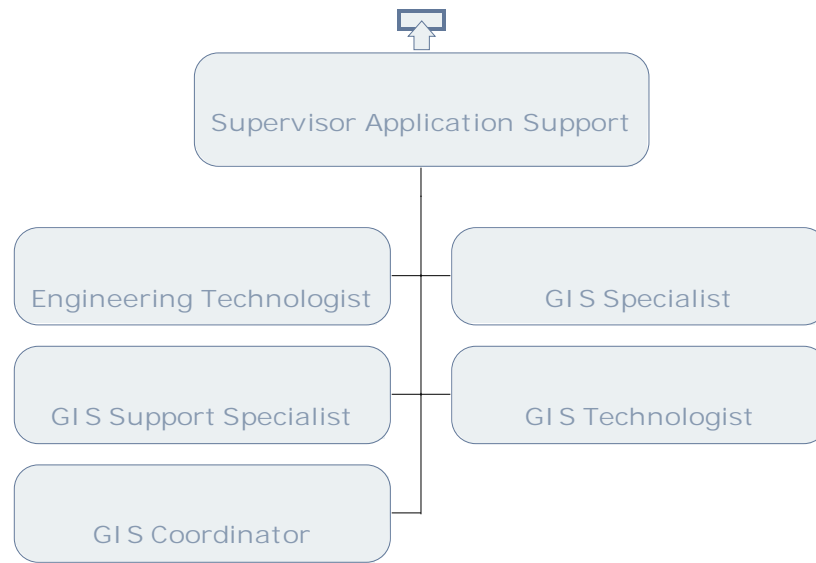 Supervisor Application Support
Engineering Technologist
GIS Specialist
GIS Support Specialist
GIS Technologist
GIS Coordinator